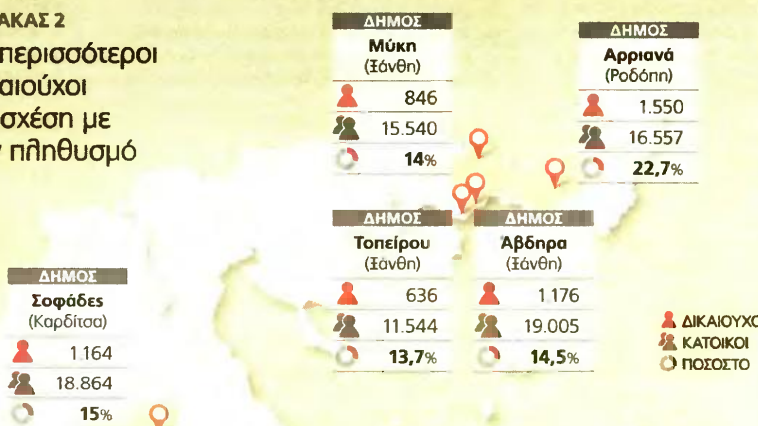 ΑΚΑΣ 2
περισσότεροι
αιούχοι
σχέση με
πληθυσμό
ΔΗΜΟΣ
Μύκη
(Ξάνθη)
846
15.540
14%
ΔΗΜΟΣ
Αρριανά
(Ροδόπη)
1.550
16.557
22,7%
ΔΗΜΟΣ
Τοπείρου
(Ξάνθη)
636
11.544
13,7%
ΔΗΜΟΣ
Άβδηρα
(Ξάνθη)
1.176
19.005
14,5%
ΔΗΜΟΣ
Σοφάδες
(Καρδίτσα)
1.164
18.864
15%
ΔΙΚΑΙΟΥΧΟ
ΚΑΤΟΙΚΟΙ
ΠΟΣΟΣΤΟ